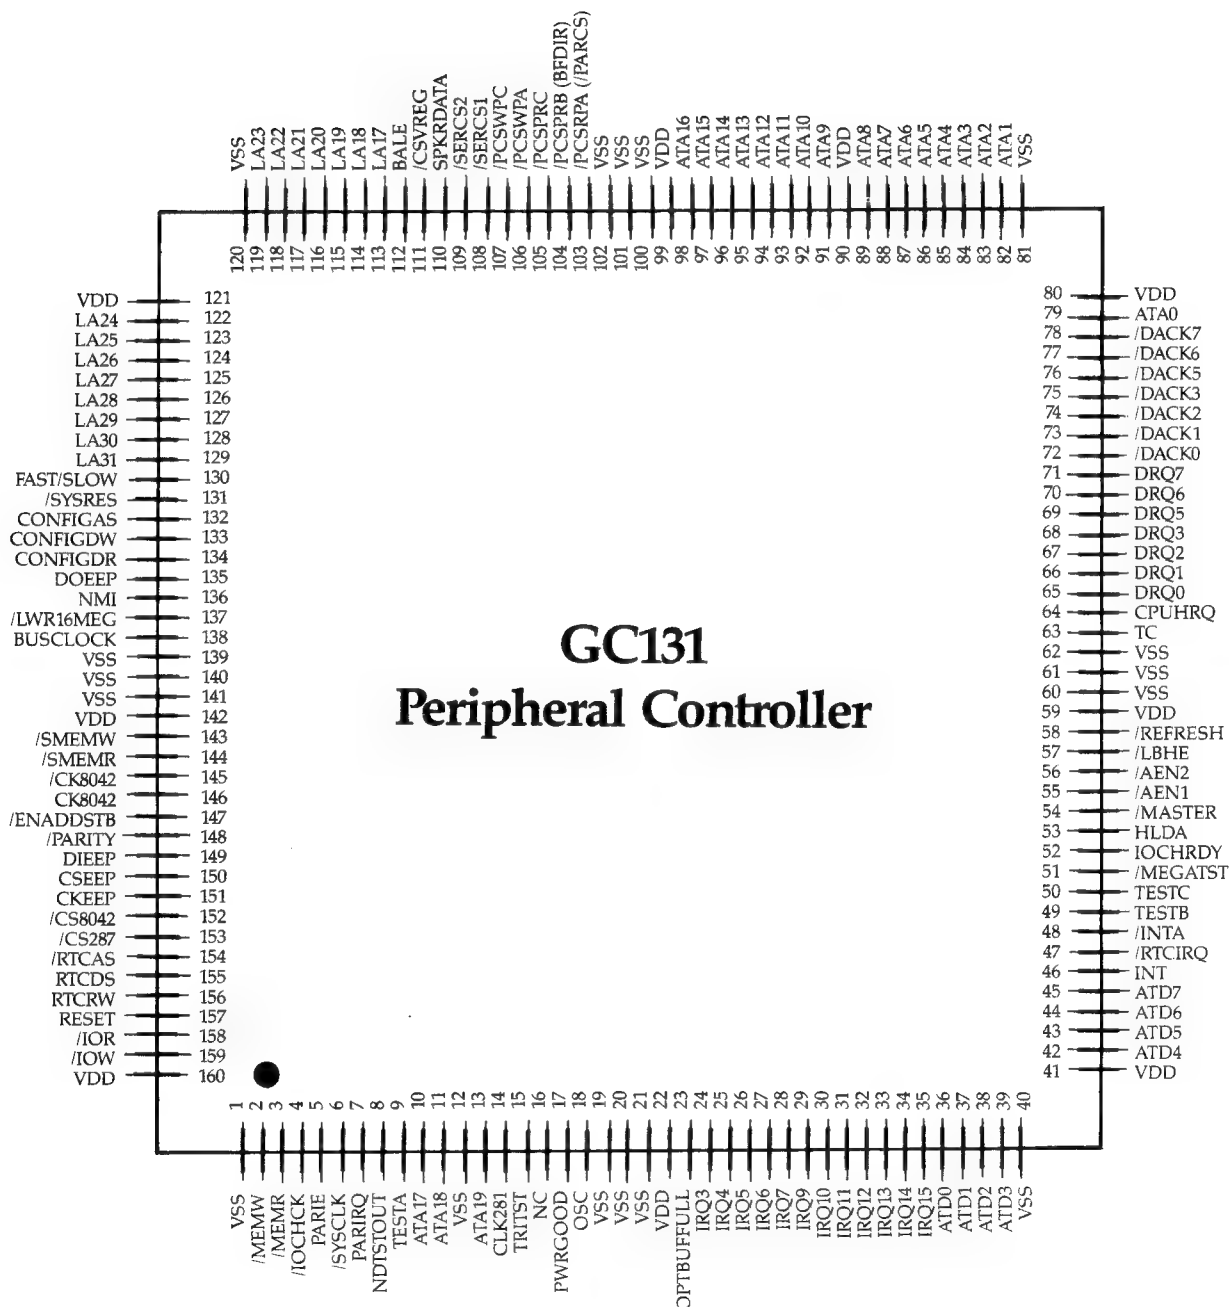 VSS LA23 LA22 LA21 LA20 LA19 LA18 LA17 BALE /CSVREG SPKRDATA /SERCS2 /SERCS1 /PCSWPC /PCSWPA /PCSPRC /PCSPRB (BFDIR) /PCSRPA (/PARCS) VSS VSS VSS VDD ATA16 ATA15 ATA14 ATA13 ATA12 ATA11 ATA10 ATA9 VDD ATA8 ATA7 ATA6 ATA5 ATA4 ATA3 ATA2 ATA1 VSS
120 119 118 117 116 115 114 113 112 111 110 109 108 107 106 105 104 103 102 101 100 99 98 97 96 95 94 93 92 91 90 89 88 87 86 85 84 83 82 81
VDD 121
LA24 122
LA25 123
LA26 124
LA27 125
LA28 126
LA29 127
LA30 128
LA31 129
FAST/SLOW 130
/SYSRES 131
CONFIGAS 132
CONFIGDW 133
CONFIGDR 134
DOEEP 135
NMI 136
/LWR16MEG 137
BUSCLOCK 138
VSS 139
VSS 140
VSS 141
VDD 142
/SMEMW 143
/SMEMR 144
/CK8042 145
CK8042 146
/ENADDSTB 147
/PARITY 148
DIEEP 149
CSEEP 150
CKEEP 151
/CS8042 152
/CS287 153
/RTCAS 154
RTCDS 155
RTCRW 156
RESET 157
/IOR 158
/IOW 159
VDD 160
GC131
Peripheral Controller
80 VDD
79 ATA0
78 /DACK7
77 /DACK6
76 /DACK5
75 /DACK3
74 /DACK2
73 /DACK1
72 /DACK0
71 DRQ7
70 DRQ6
69 DRQ5
68 DRQ3
67 DRQ2
66 DRQ1
65 DRQ0
64 CPUHRQ
63 TC
62 VSS
61 VSS
60 VSS
59 VDD
58 /REFRESH
57 /LBHE
56 /AEN2
55 /AEN1
54 /MASTER
53 HLDA
52 IOCHRDY
51 /MEGATST
50 TESTC
49 TESTB
48 /INTA
47 /RTCIRQ
46 INT
45 ATD7
44 ATD6
43 ATD5
42 ATD4
41 VDD
1 2 3 4 5 6 7 8 9 10 11 12 13 14 15 16 17 18 19 20 21 22 23 24 25 26 27 28 29 30 31 32 33 34 35 36 37 38 39 40
VSS /MEMW /MEMR /IOCHCK PARIE /SYSCLK PARIRQ NDTSTOUT TESTA ATA17 ATA18 VSS ATA19 CLK281 TRITST NC PWRGOOD OSC VSS VSS VSS VDD OPTBUFFULL IRQ3 IRQ4 IRQ5 IRQ6 IRQ7 IRQ9 IRQ10 IRQ11 IRQ12 IRQ13 IRQ14 IRQ15 ATD0 ATD1 ATD2 ATD3 VSS